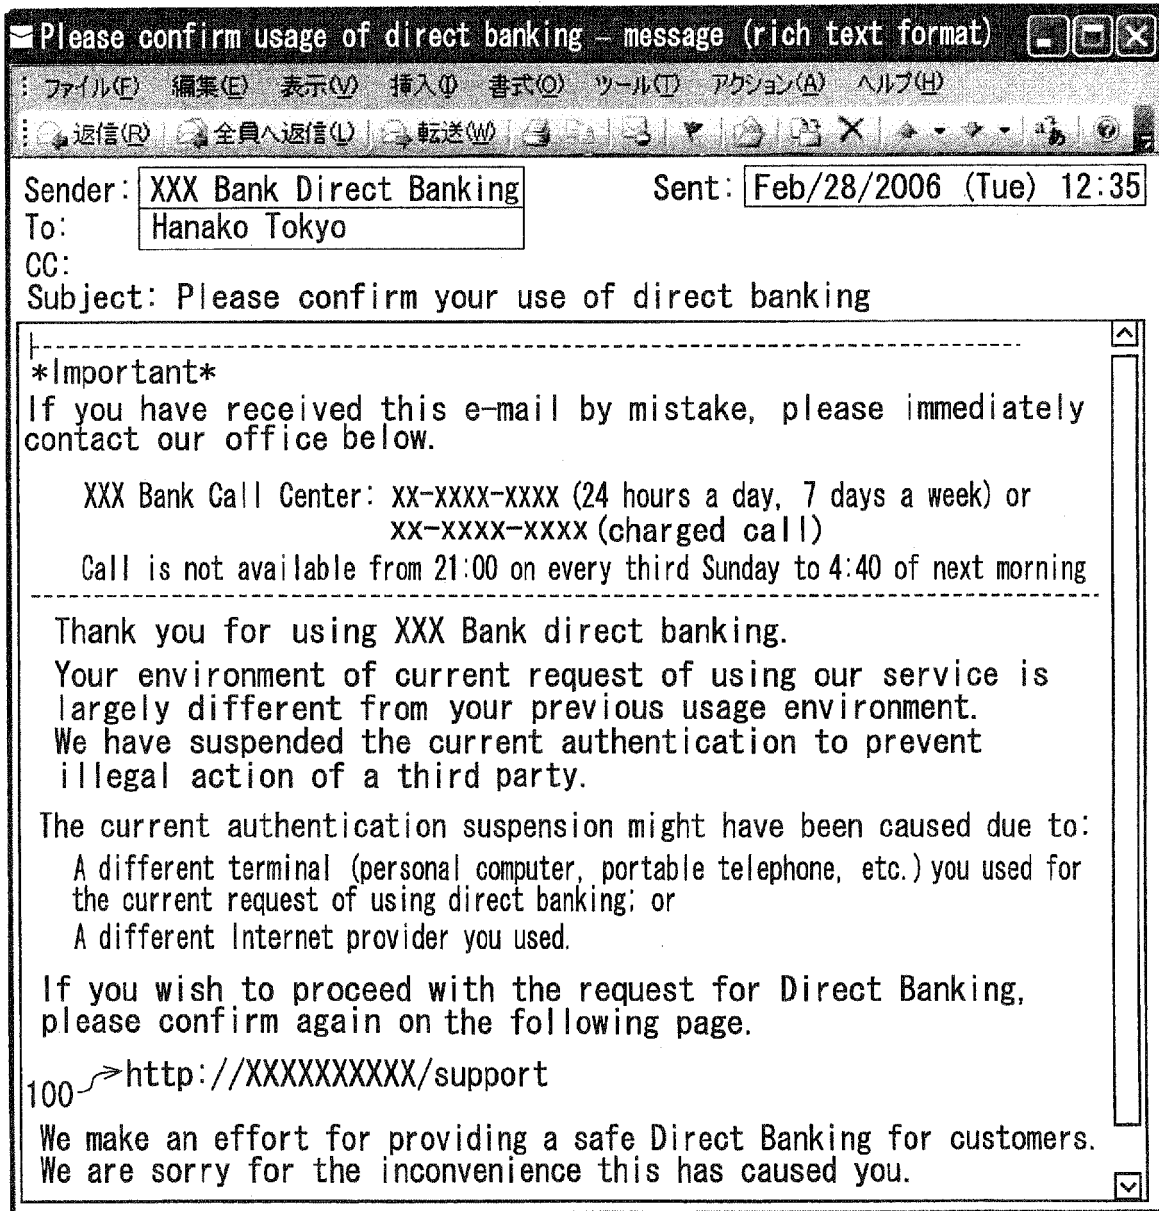 Please confirm usage of direct banking – message (rich text format)
ファイル(F) 編集(E) 表示(V) 挿入(I) 書式(O) ツール(T) アクション(A) ヘルプ(H)
返信(R) 全員へ返信(L) 転送(W)
Sender: XXX Bank Direct Banking Sent: Feb/28/2006 (Tue) 12:35
To: Hanako Tokyo
CC:
Subject: Please confirm your use of direct banking
*Important*
If you have received this e-mail by mistake, please immediately
contact our office below.
XXX Bank Call Center: xx-xxxx-xxxx (24 hours a day, 7 days a week) or
xx-xxxx-xxxx (charged call)
Call is not available from 21:00 on every third Sunday to 4:40 of next morning
Thank you for using XXX Bank direct banking.
Your environment of current request of using our service is
largely different from your previous usage environment.
We have suspended the current authentication to prevent
illegal action of a third party.
The current authentication suspension might have been caused due to:
A different terminal (personal computer, portable telephone, etc.) you used for
the current request of using direct banking; or
A different Internet provider you used.
If you wish to proceed with the request for Direct Banking,
please confirm again on the following page.
100 http://XXXXXXXXXX/support
We make an effort for providing a safe Direct Banking for customers.
We are sorry for the inconvenience this has caused you.